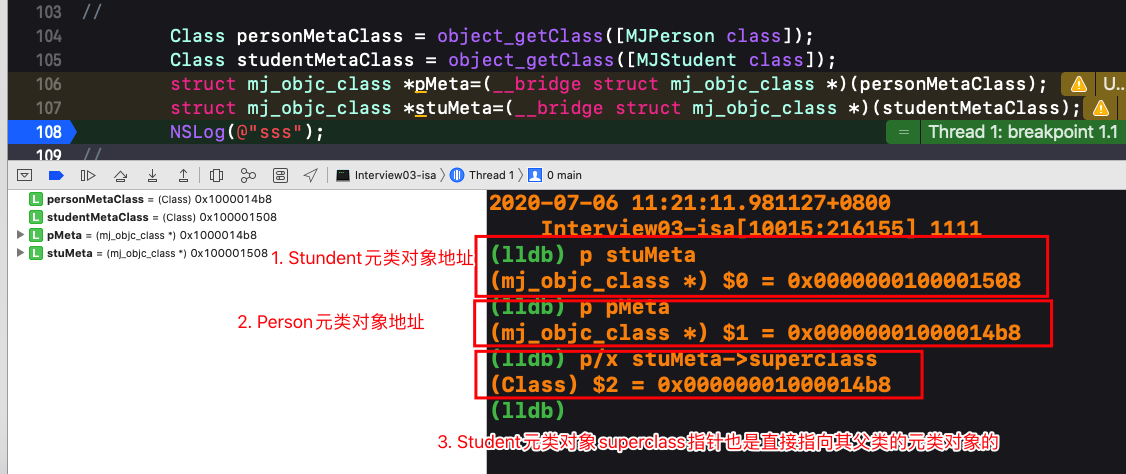 103 //
104 Class personMetaClass = object_getClass([MJPerson class]);
105 Class studentMetaClass = object_getClass([MJStudent class]);
106 struct mj_objc_class *pMeta=(__bridge struct mj_objc_class *)(personMetaClass); U...
107 struct mj_objc_class *stuMeta=(__bridge struct mj_objc_class *)(studentMetaClass);
108 NSLog(@"sss"); = Thread 1: breakpoint 1.1
109 //
Interview03-isa 〉 Thread 1 〉 0 main
L personMetaClass = (Class) 0x1000014b8
L studentMetaClass = (Class) 0x100001508
L pMeta = (mj_objc_class *) 0x1000014b8
L stuMeta = (mj_objc_class *) 0x100001508
2020-07-06 11:21:11.981127+0800
Interview03-isa[10015:216155] 1111
(lldb) p stuMeta
(mj_objc_class *) $0 = 0x0000000100001508
(lldb) p pMeta
(mj_objc_class *) $1 = 0x00000001000014b8
(lldb) p/x stuMeta->superclass
(Class) $2 = 0x00000001000014b8
(lldb)
1. Stundent元类对象地址
2. Person元类对象地址
3. Student元类对象superclass指针也是直接指向其父类的元类对象的